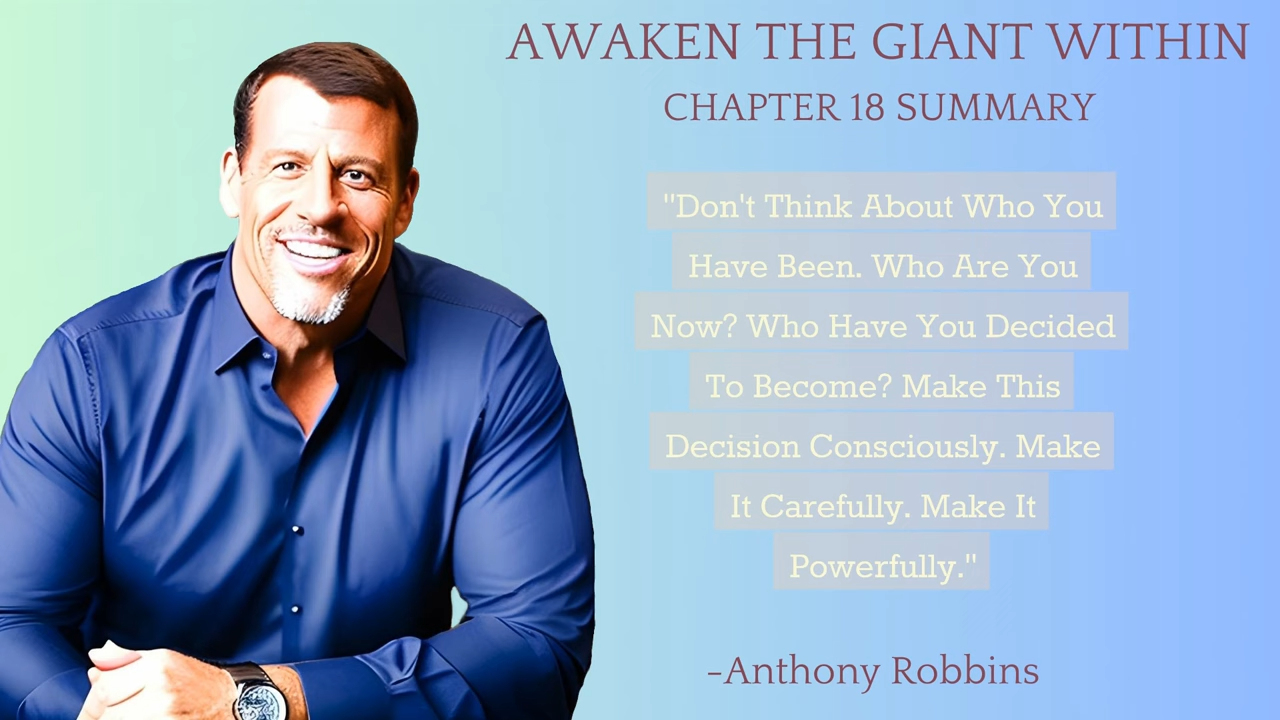 AWAKEN THE GIANT WITHIN
CHAPTER 18 SUMMARY
"Don't Think About Who You
Have Been. Who Are You
Now? Who Have You Decided
To Become? Make This
Decision Consciously. Make
It Carefully. Make It
Powerfully."
–Anthony Robbins